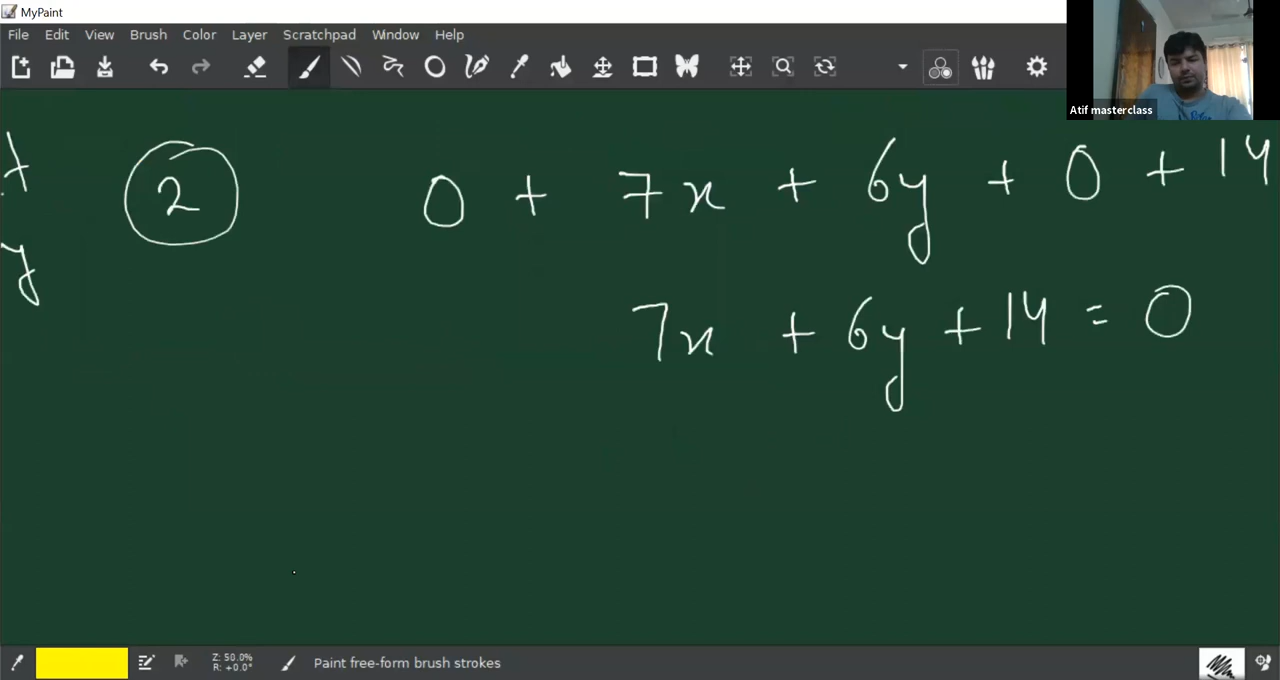 MyPaint
File Edit View Brush Color Layer Scratchpad Window Help
Atif masterclass
2 0 + 7x + 6y + 0 + 14
y
7x + 6y + 14 = 0
Z: 50.0%
R: +0.0°
Paint free-form brush strokes